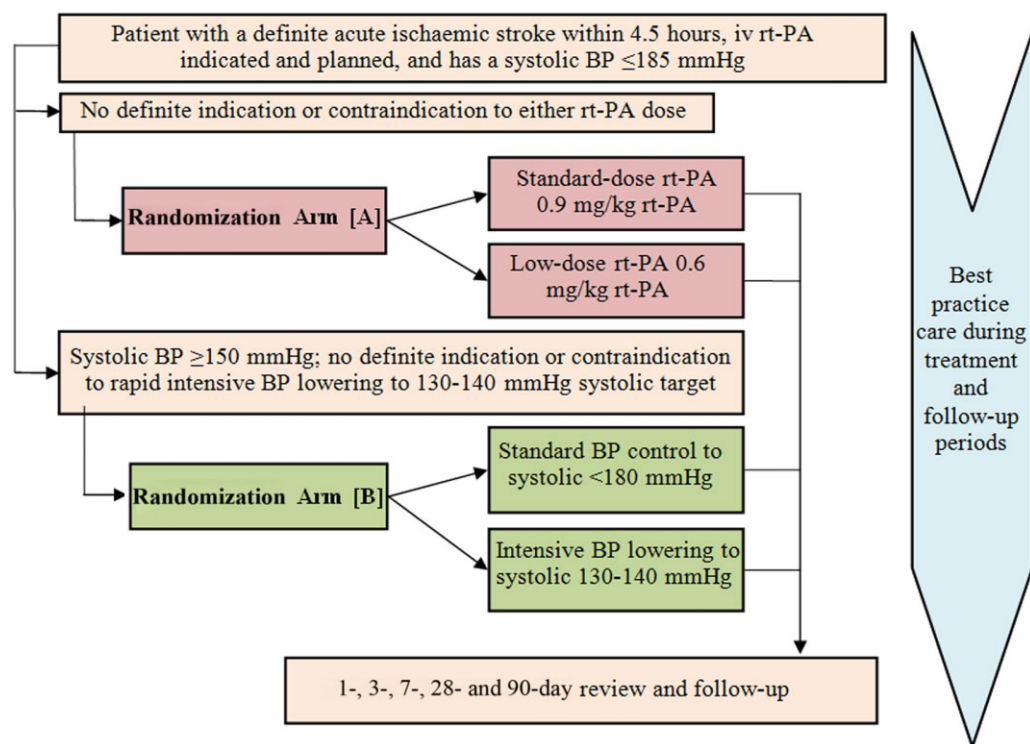 Patient with a definite acute ischaemic stroke within 4.5 hours, iv rt-PA
indicated and planned, and has a systolic BP ≤185 mmHg
No definite indication or contraindication to either rt-PA dose
Randomization Arm [A]
Standard-dose rt-PA
0.9 mg/kg rt-PA
Low-dose rt-PA 0.6
mg/kg rt-PA
Systolic BP ≥150 mmHg; no definite indication or contraindication
to rapid intensive BP lowering to 130-140 mmHg systolic target
Randomization Arm [B]
Standard BP control to
systolic <180 mmHg
Intensive BP lowering to
systolic 130-140 mmHg
1-, 3-, 7-, 28- and 90-day review and follow-up
Best
practice
care during
treatment
and
follow-up
periods